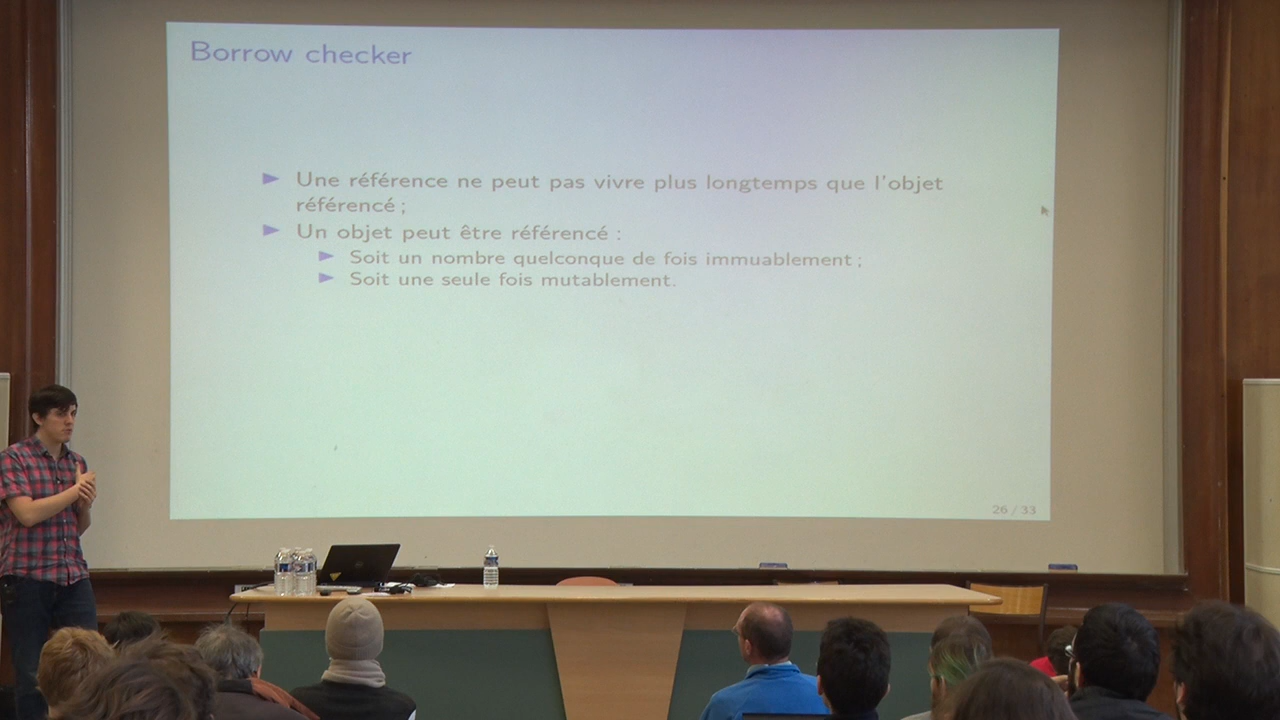 Borrow checker
► Une référence ne peut pas vivre plus longtemps que l'objet
référencé ;
► Un objet peut être référencé :
► Soit un nombre quelconque de fois immuablement ;
► Soit une seule fois mutablement.
26 / 33